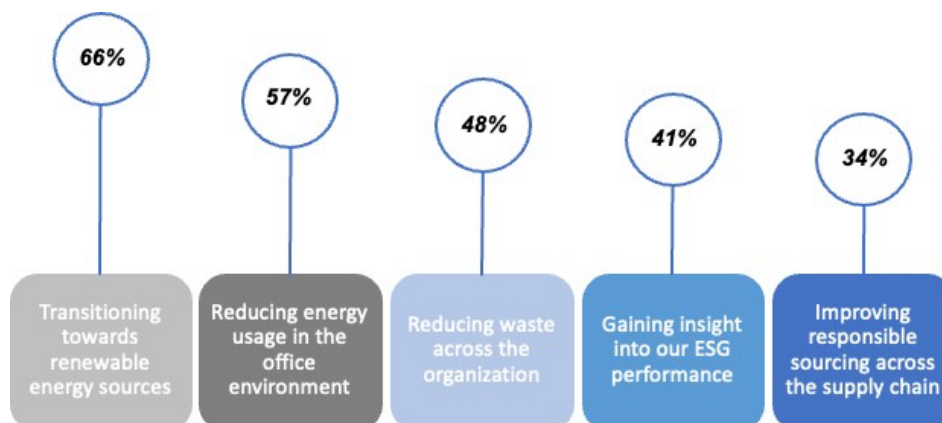 66%
57%
48%
41%
34%
Transitioning
towards
renewable
energy sources
Reducing energy
usage in the
office
environment
Reducing waste
across the
organization
Gaining insight
into our ESG
performance
Improving
responsible
sourcing across
the supply chain